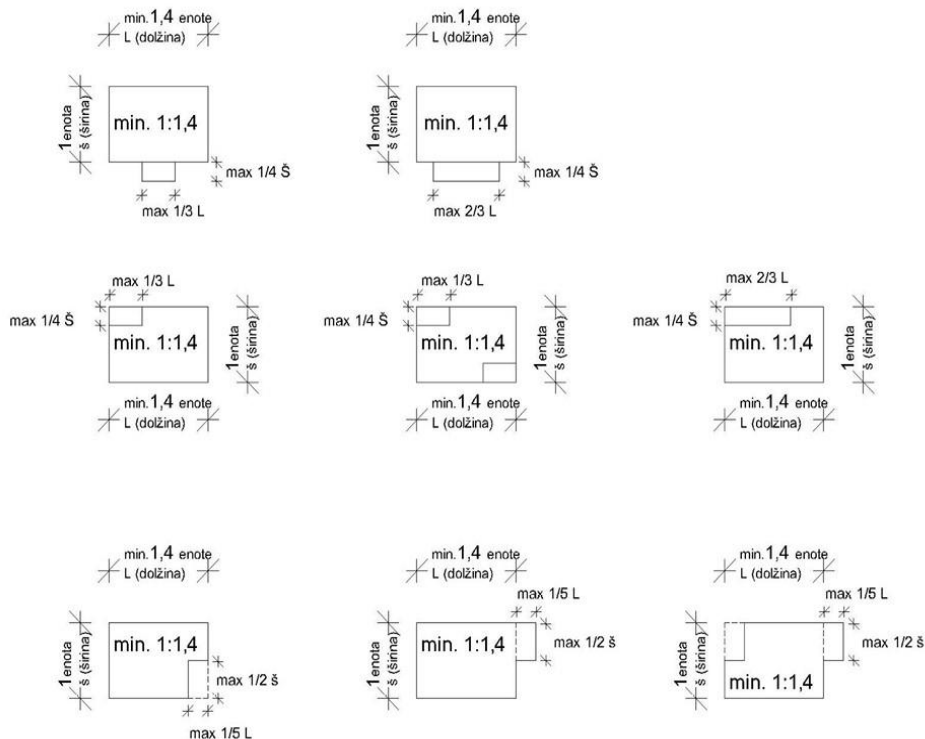 min.1,4 enote
L (dolžina)
1enota
š (širina)
min. 1:1,4
max 1/4 Š
max 1/3 L
min.1,4 enote
L (dolžina)
1enota
š (širina)
min. 1:1,4
max 1/4 Š
max 2/3 L
max 1/3 L
max 1/4 Š
min. 1:1,4
1enota
š (širina)
min.1,4 enote
L (dolžina)
max 1/3 L
max 1/4 Š
min. 1:1,4
1enota
š (širina)
min.1,4 enote
L (dolžina)
max 2/3 L
max 1/4 Š
min. 1:1,4
1enota
š (širina)
min.1,4 enote
L (dolžina)
min.1,4 enote
L (dolžina)
1enota
š (širina)
min. 1:1,4
max 1/2 š
max 1/5 L
min.1,4 enote
L (dolžina)
max 1/5 L
1enota
š (širina)
min. 1:1,4
max 1/2 š
min.1,4 enote
L (dolžina)
max 1/5 L
1enota
š (širina)
max 1/2 š
min. 1:1,4